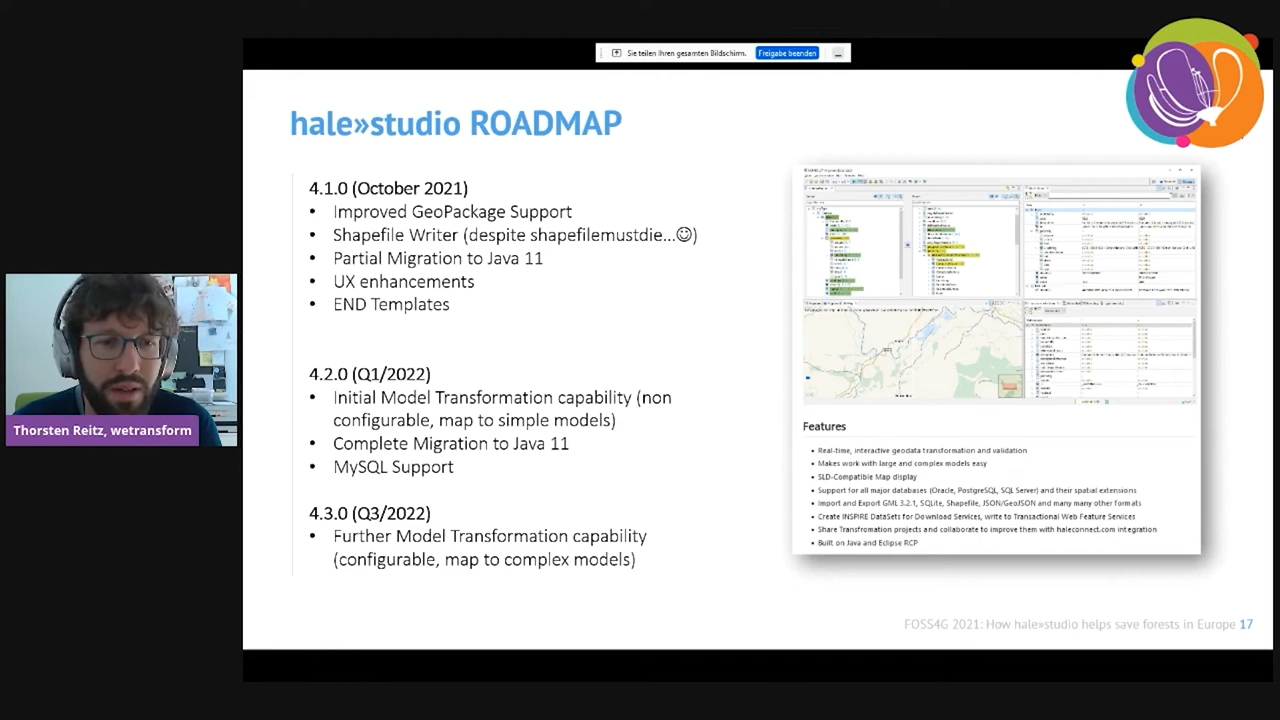 Sie teilen Ihren gesamten Bildschirm. Freigabe beenden
hale»studio ROADMAP
4.1.0 (October 2021)
• Improved GeoPackage Support
• Shapefile Writer (despite shapefilemustdie...☺)
• Partial Migration to Java 11
• UX enhancements
• FND Templates
4.2.0 (Q1/2022)
• Initial Model Transformation capability (non
configurable, map to simple models)
• Complete Migration to Java 11
• MySQL Support
4.3.0 (Q3/2022)
• Further Model Transformation capability
(configurable, map to complex models)
Thorsten Reitz, wetransform
Features
• Real-time, interactive geodata transformation and validation
• Makes work with large and complex models easy
• SLD-Compatible Map display
• Support for all major databases (Oracle, PostgreSQL, SQL Server) and their spatial extensions
• Import and Export GML 3.2.1, SQLite, Shapefile, JSON/GeoJSON and many many other formats
• Create INSPIRE DataSets for Download Services, write to Transactional Web Feature Services
• Share Transfromation projects and collaborate to improve them with haleconnect.com integration
• Built on Java and Eclipse RCP
FOSS4G 2021: How hale»studio helps save forests in Europe 17